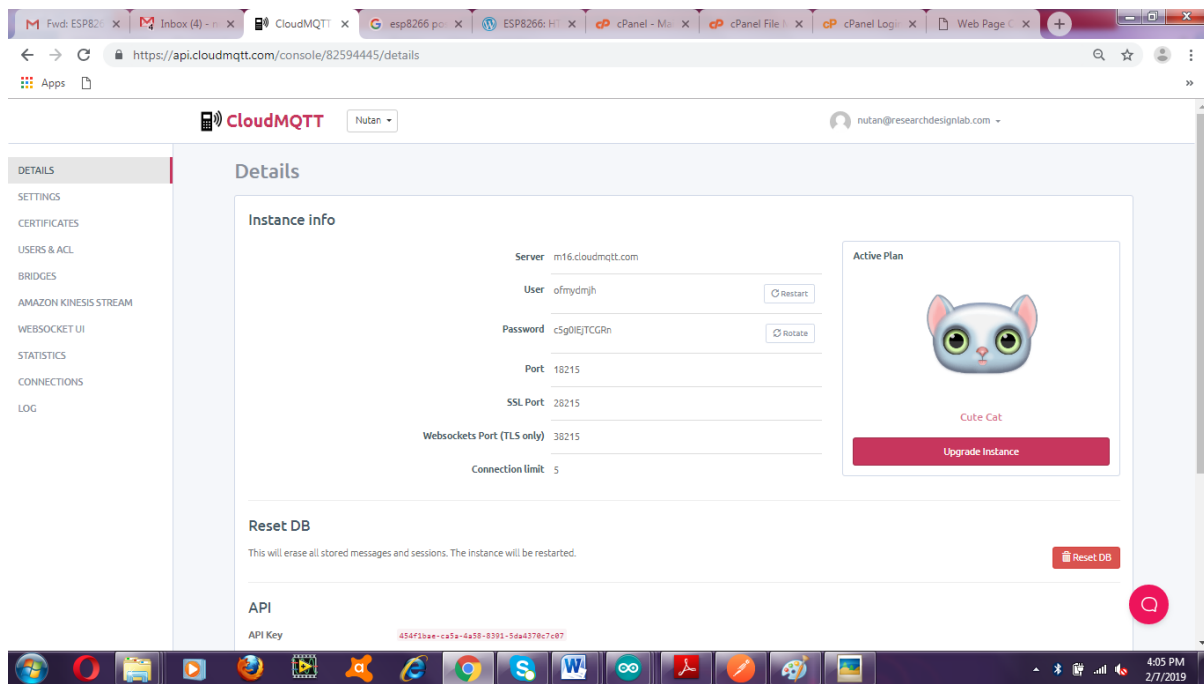 Fwd: ESP82
Inbox (4) - n
CloudMQTT
esp8266 po
ESP8266: HT
cPanel - Ma
cPanel File M
cPanel Loge
Web Page C
https://api.cloudmqtt.com/console/82594445/details
Apps
CloudMQTT
Nutan
nutan@researchdesignlab.com
DETAILS
SETTINGS
CERTIFICATES
USERS & ACL
BRIDGES
AMAZON KINESIS STREAM
WEBSOCKET UI
STATISTICS
CONNECTIONS
LOG
Details
Instance info
Server m16.cloudmqtt.com
User ofmydmjh
Restart
Password
Rotate
Port 18215
SSL Port 28215
Websockets Port (TLS only) 38215
Connection limit 5
Active Plan
Cute Cat
Upgrade Instance
Reset DB
This will erase all stored messages and sessions. The instance will be restarted.
Reset DB
API
API Key 454f1bae-ca5a-4a58-8391-5da4370c7c07
4:05 PM
2/7/2019